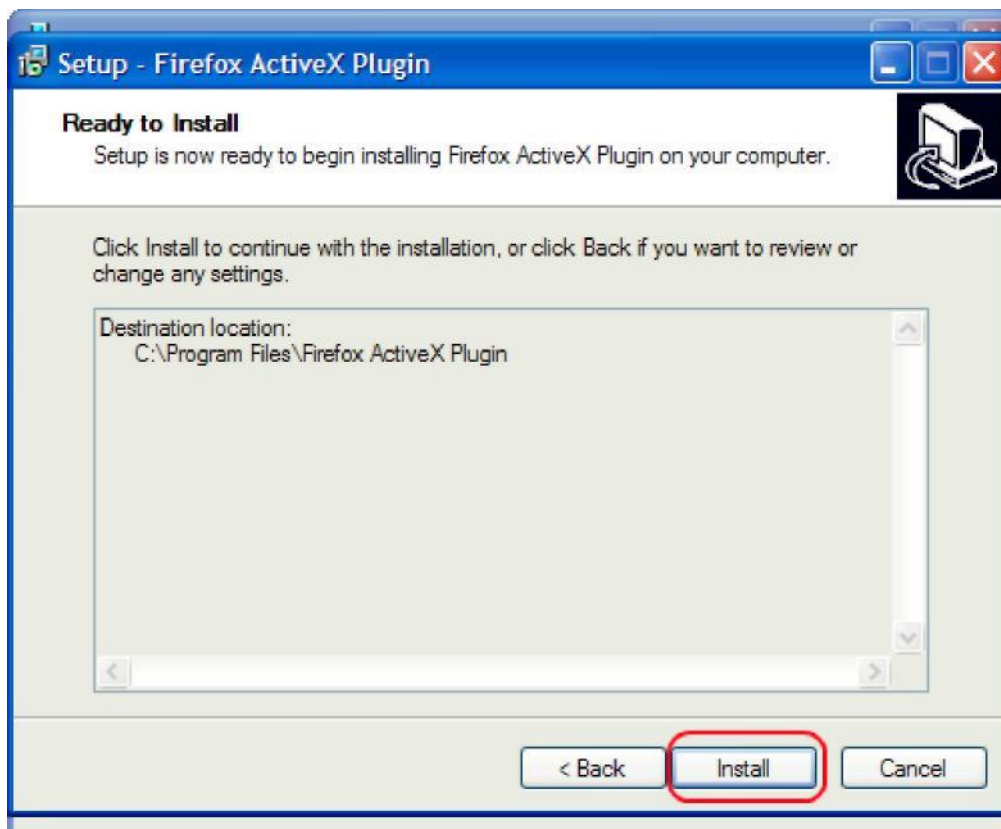 Setup - Firefox ActiveX Plugin
Ready to Install
Setup is now ready to begin installing Firefox ActiveX Plugin on your computer.
Click Install to continue with the installation, or click Back if you want to review or
change any settings.
Destination location:
C:\Program Files\Firefox ActiveX Plugin
< Back Install Cancel